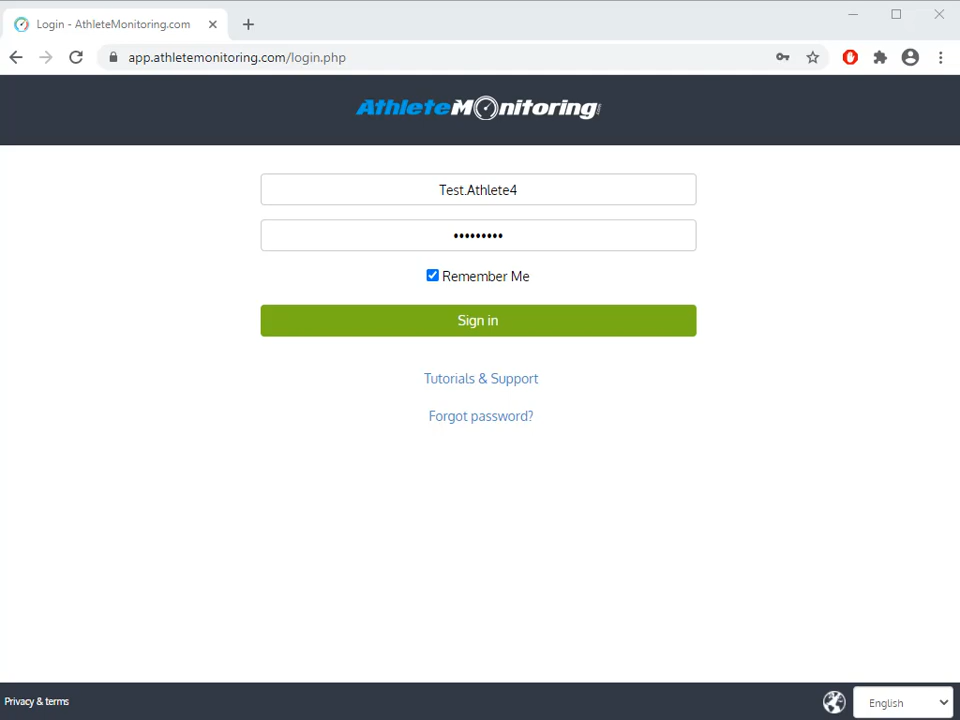 Login - AthleteMonitoring.com
app.athletemonitoring.com/login.php
AthleteMonitoring
Test.Athlete4
•••••••••
Remember Me
Sign in
Tutorials & Support
Forgot password?
Privacy & terms
English